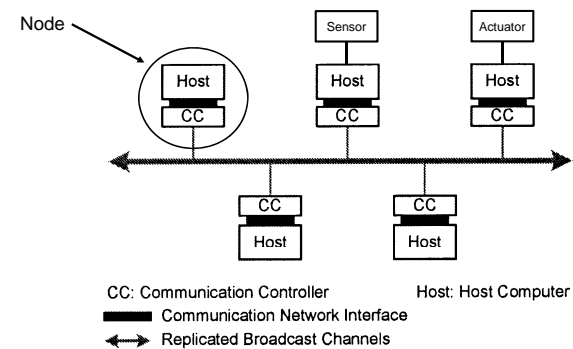 Node
Sensor
Actuator
Host
Host
Host
CC
CC
CC
CC
CC
Host
Host
CC: Communication Controller
Host: Host Computer
Communication Network Interface
Replicated Broadcast Channels